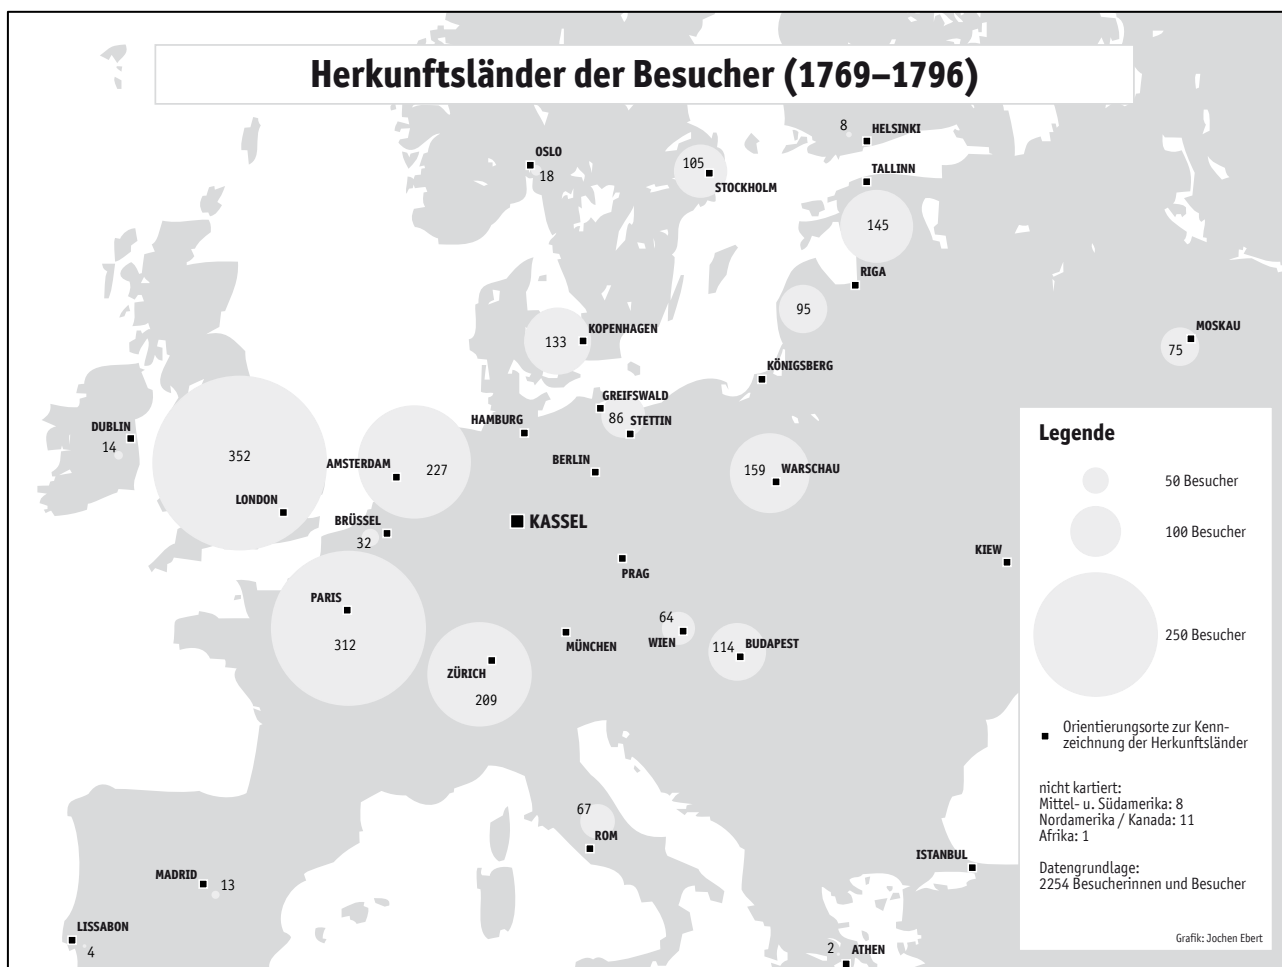 Herkunftsländer der Besucher (1769–1796)
8
HELSINKI
OSLO
18
105
STOCKHOLM
TALLINN
145
RIGA
95
KOPENHAGEN
133
MOSKAU
75
KÖNIGSBERG
GREIFSWALD
86
STETTIN
HAMBURG
DUBLIN
14
352
LONDON
AMSTERDAM
227
BERLIN
159
WARSCHAU
BRÜSSEL
32
KASSEL
PRAG
KIEW
PARIS
312
64
WIEN
MÜNCHEN
114
BUDAPEST
ZÜRICH
209
67
ROM
ISTANBUL
MADRID
13
LISSABON
4
2
ATHEN
Legende
50 Besucher
100 Besucher
250 Besucher
Orientierungsorte zur Kenn-
zeichnung der Herkunftsländer
nicht kartiert:
Mittel- u. Südamerika: 8
Nordamerika / Kanada: 11
Afrika: 1
Datengrundlage:
2254 Besucherinnen und Besucher
Grafik: Jochen Ebert